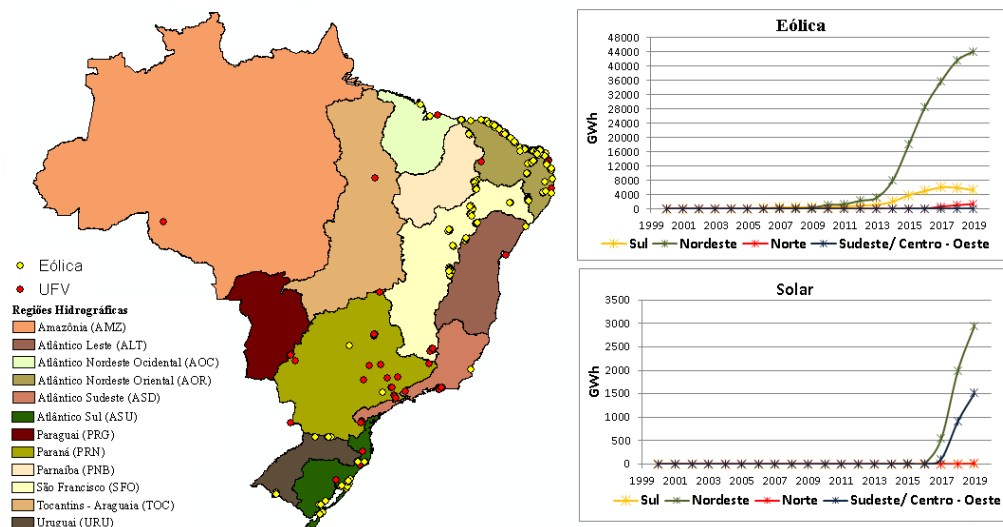 Eólica
UFV
Regiões Hidrográficas
Amazônia (AMZ)
Atlântico Leste (ALT)
Atlântico Nordeste Ocidental (AOC)
Atlântico Nordeste Oriental (AOR)
Atlântico Sudeste (ASD)
Atlântico Sul (ASU)
Paraguai (PRG)
Paraná (PRN)
Parnaíba (PNB)
São Francisco (SFO)
Tocantins - Araguaia (TOC)
Uruguai (URU)
Eólica
48000
44000
40000
36000
32000
28000
24000
20000
16000
12000
8000
4000
0
GWh
1999 2001 2003 2005 2007 2009 2011 2013 2015 2017 2019
Sul Nordeste Norte Sudeste/ Centro - Oeste
Solar
3500
3000
2500
2000
1500
1000
500
0
GWh
1999 2001 2003 2005 2007 2009 2011 2013 2015 2017 2019
Sul Nordeste Norte Sudeste/ Centro - Oeste